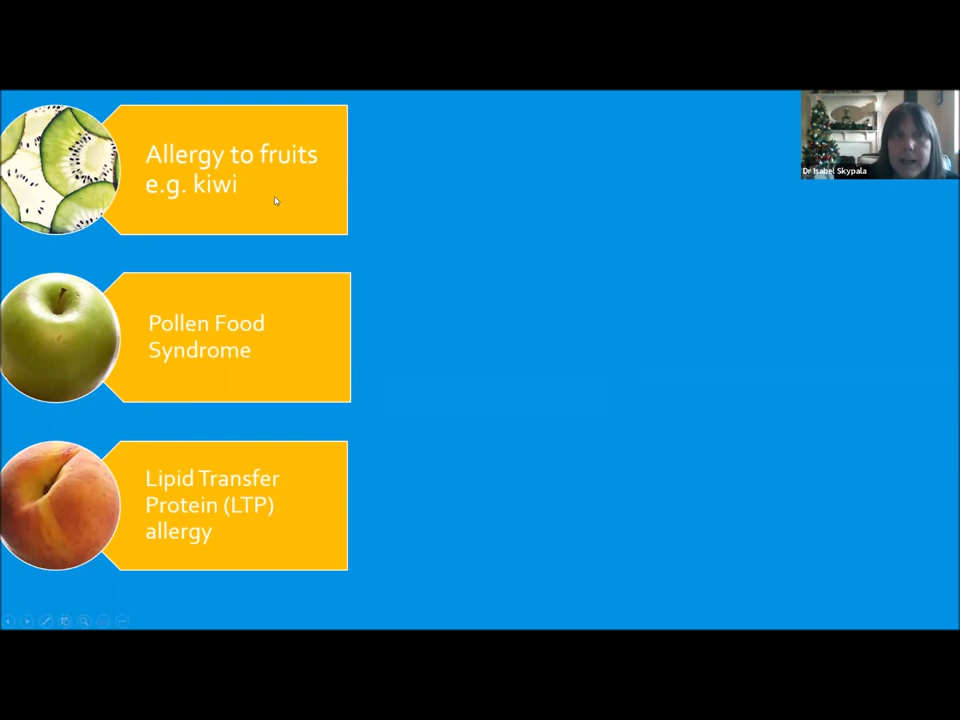 Allergy to fruits
e.g. kiwi
Dr Isabel Skypala
Pollen Food
Syndrome
Lipid Transfer
Protein (LTP)
allergy